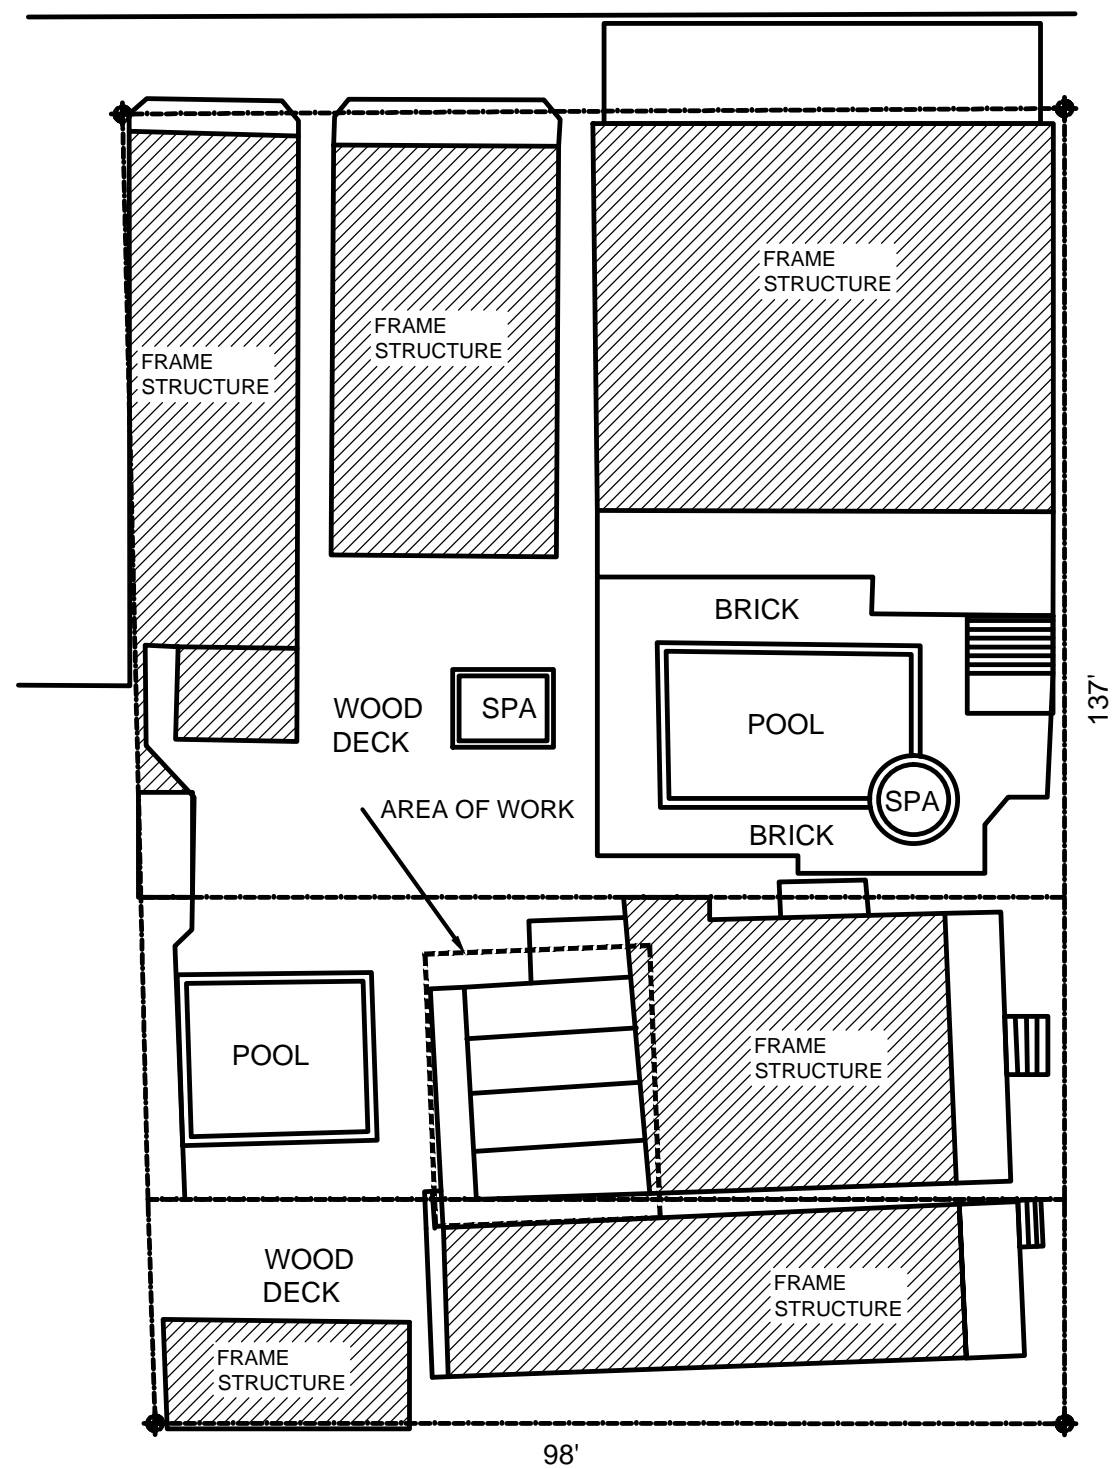 FRAME
STRUCTURE
FRAME
STRUCTURE
FRAME
STRUCTURE
BRICK
137'
WOOD
DECK
SPA
POOL
AREA OF WORK
SPA
BRICK
POOL
FRAME
STRUCTURE
WOOD
DECK
FRAME
STRUCTURE
FRAME
STRUCTURE
98'